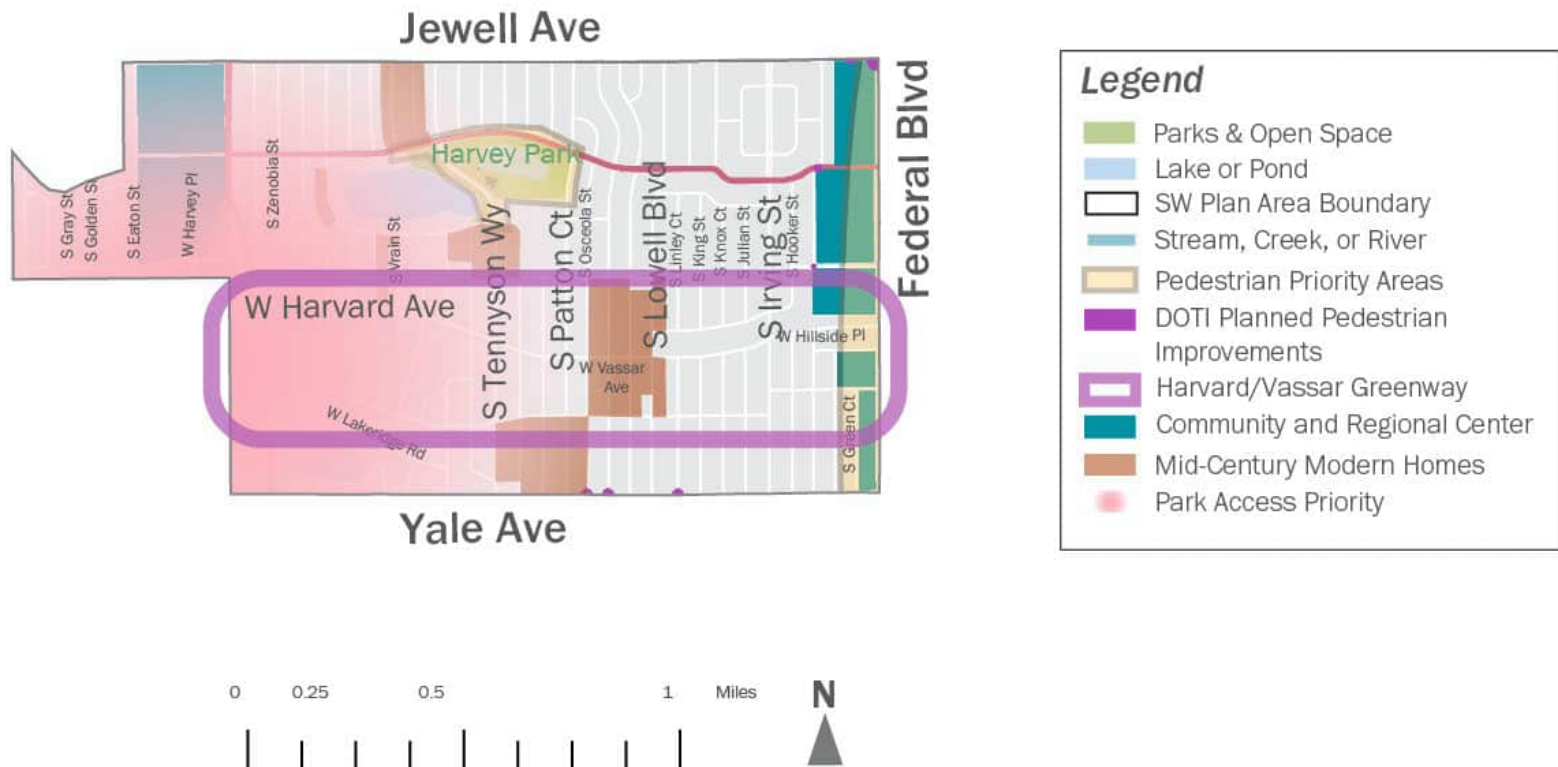 Jewell Ave
Federal Blvd
Harvey Park
S Gray St
S Golden St
S Eaton St
W Harvey Pl
S Zenobia St
S Vrain St
S Tennyson Wy
S Patton Ct
S Osceola St
S Lowell Blvd
S Linley Ct
S King St
S Knox Ct
S Julian St
S Irving St
S Hooker St
W Harvard Ave
W Hillside Pl
W Vassar
Ave
W Lakeridge Rd
S Green Ct
Yale Ave
Legend
Parks & Open Space
Lake or Pond
SW Plan Area Boundary
Stream, Creek, or River
Pedestrian Priority Areas
DOTI Planned Pedestrian
Improvements
Harvard/Vassar Greenway
Community and Regional Center
Mid-Century Modern Homes
Park Access Priority
0 0.25 0.5 1 Miles
N